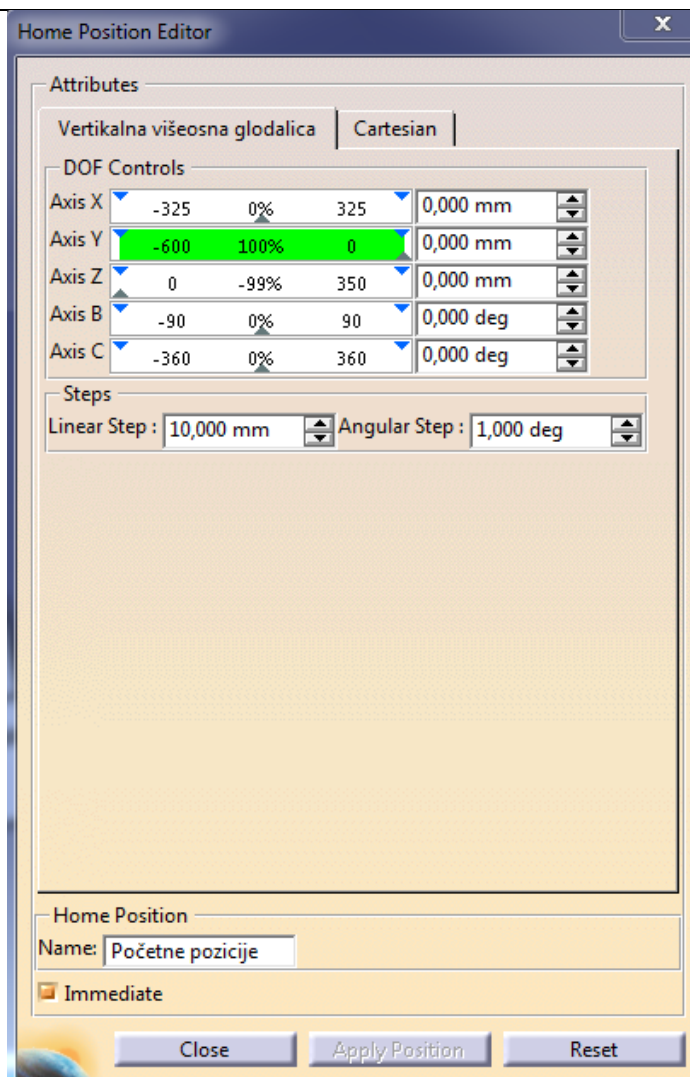 Home Position Editor x
Attributes
Vertikalna višeosna glodalica Cartesian
DOF Controls
Axis X -325 0% 325 0,000 mm
Axis Y -600 100% 0 0,000 mm
Axis Z 0 -99% 350 0,000 mm
Axis B -90 0% 90 0,000 deg
Axis C -360 0% 360 0,000 deg
Steps
Linear Step : 10,000 mm Angular Step : 1,000 deg
Home Position
Name: Početne pozicije
Immediate
Close Apply Position Reset